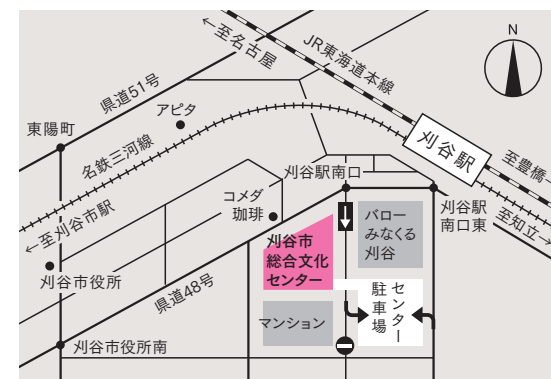 N
←至名古屋
JR東海道本線
県道51号
アピタ
東陽町
名鉄三河線
刈谷駅
至豊橋→
刈谷駅南口
コメダ
珈琲
バロー
みなくる
刈谷
刈谷駅
南口東
至知立→
←至刈谷市駅
刈谷市
総合文化
センター
刈谷市役所
県道48号
センター
駐車場
マンション
刈谷市役所南